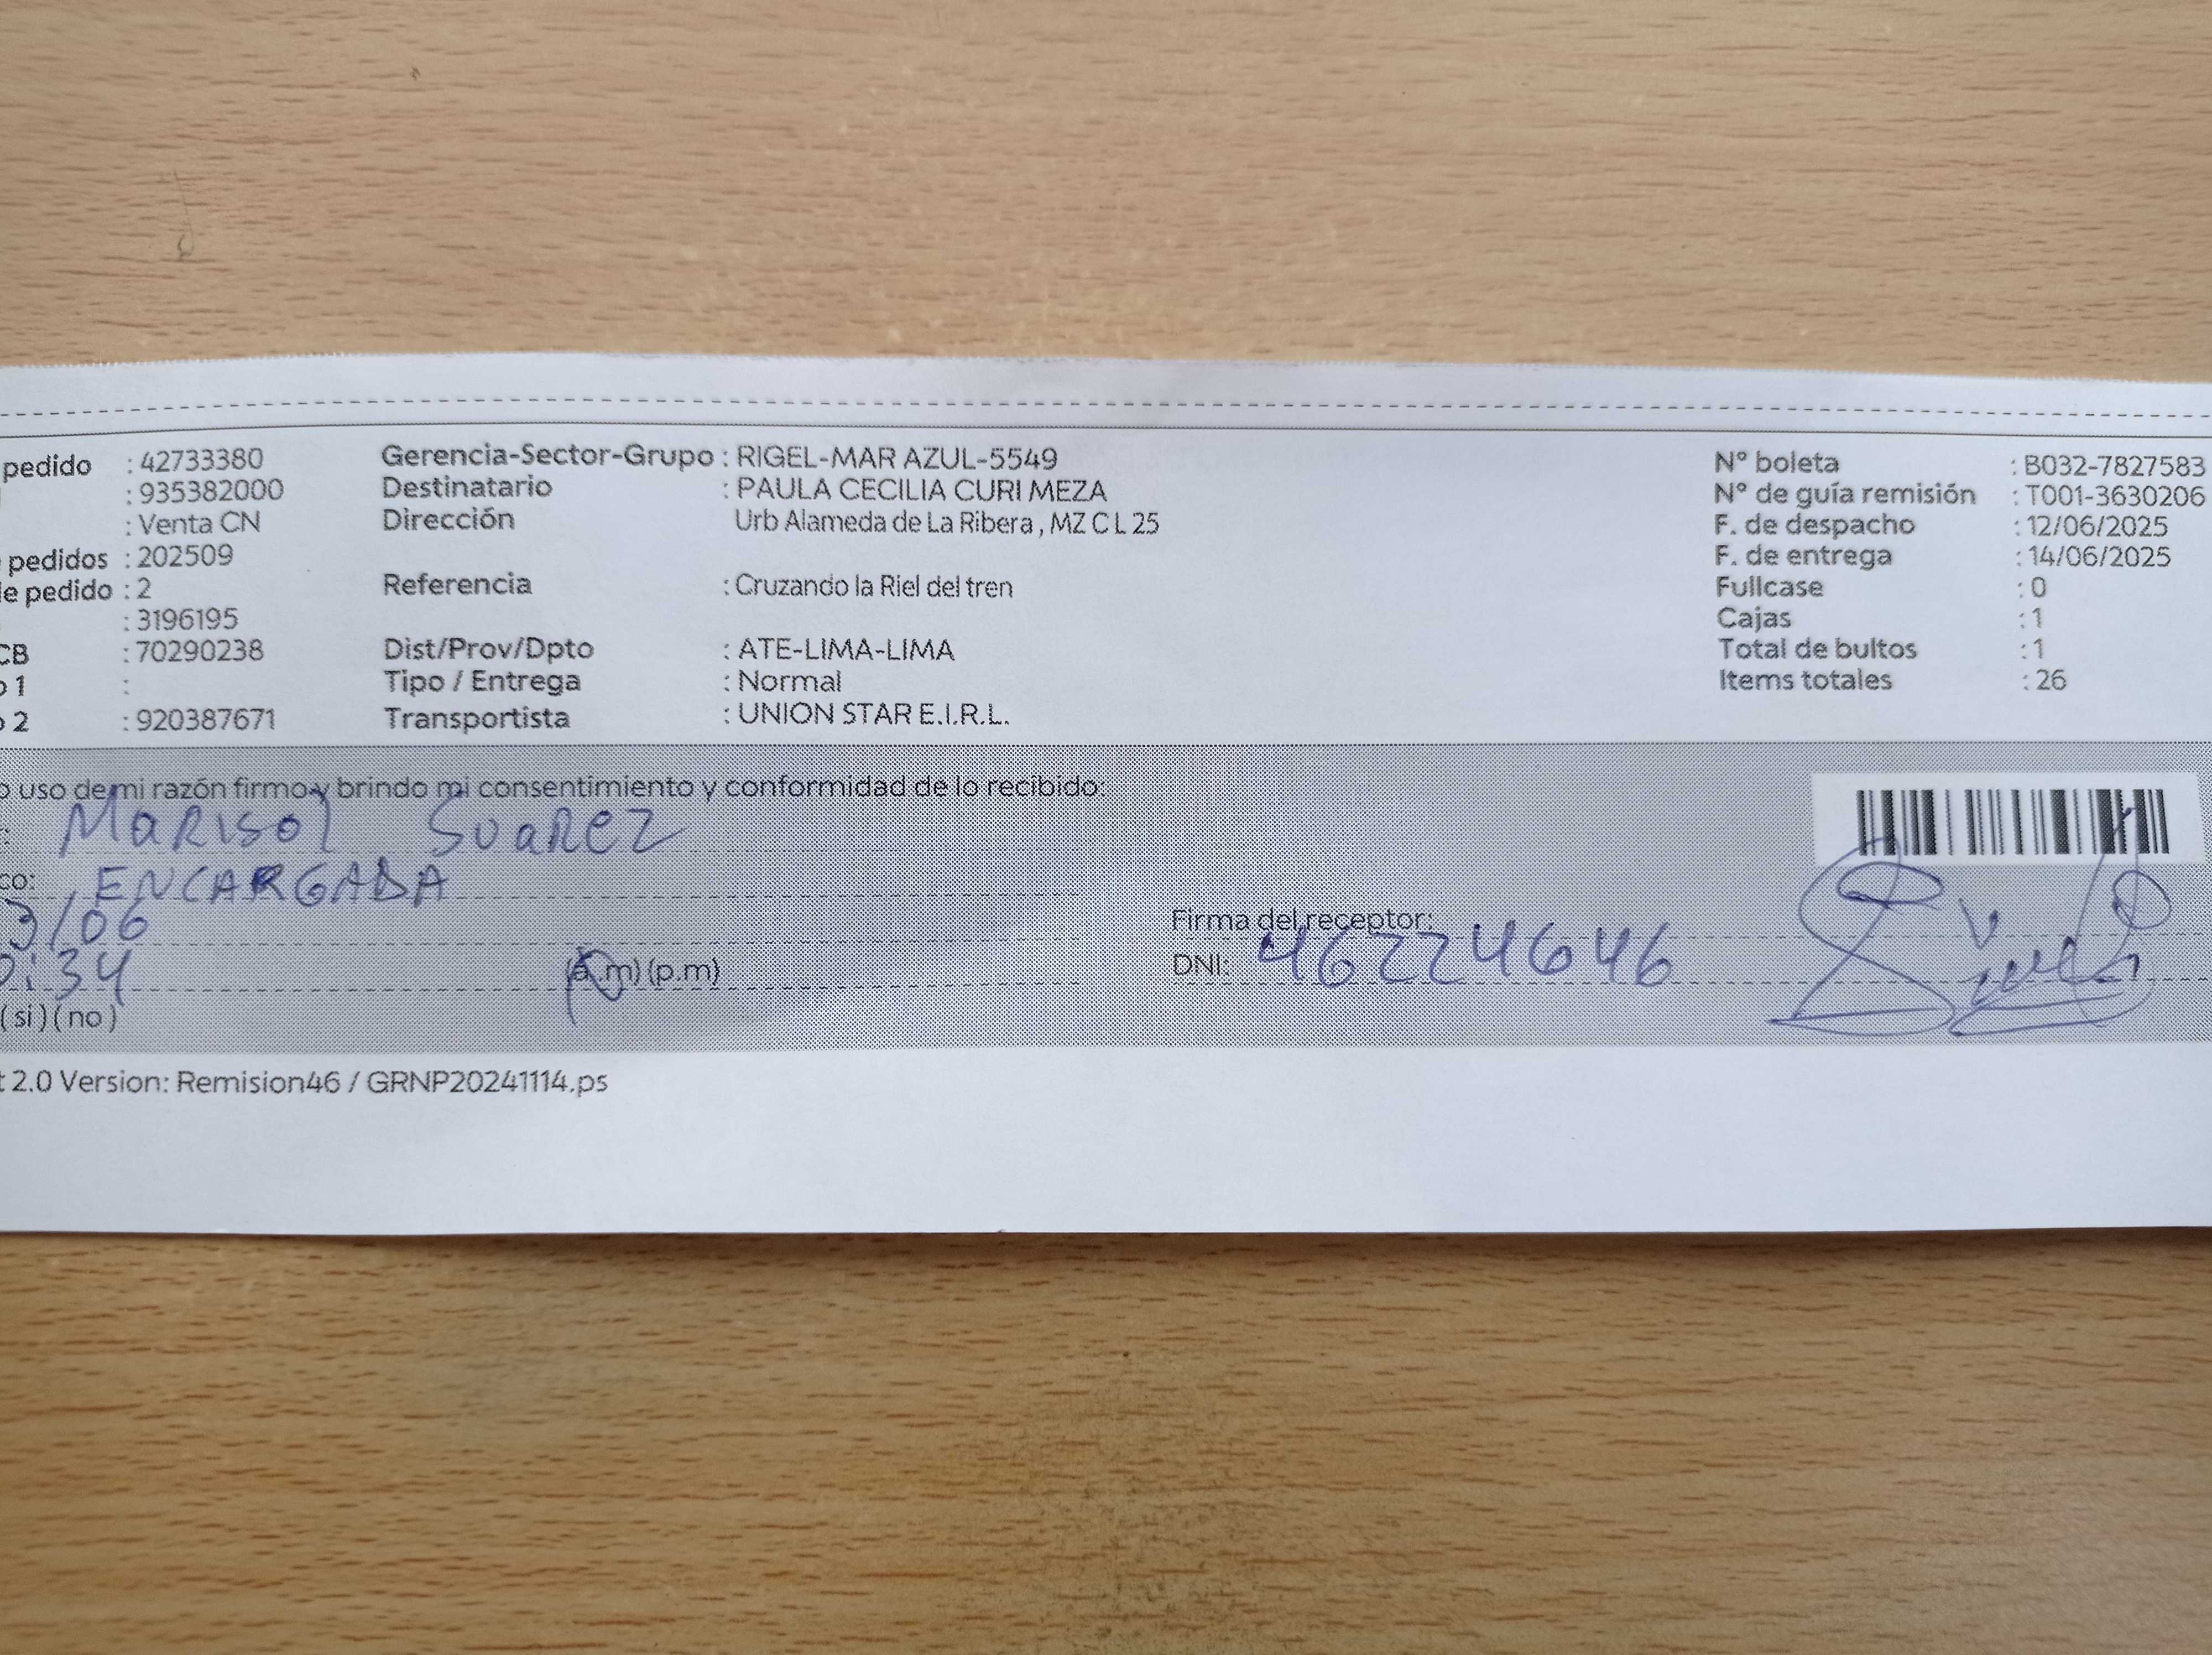 pedido : 42733380 Gerencia-Sector-Grupo : RIGEL-MAR AZUL-5549 N° boleta : B032-7827583
: 935382000 Destinatario : PAULA CECILIA CURI MEZA N° de guía remisión : T001-3630206
: Venta CN Dirección Urb Alameda de La Ribera , MZ C L 25 F. de despacho : 12/06/2025
pedidos : 202509 F. de entrega : 14/06/2025
e pedido : 2 Referencia : Cruzando la Riel del tren Fullcase : 0
: 3196195 Cajas : 1
CB : 70290238 Dist/Prov/Dpto : ATE-LIMA-LIMA Total de bultos : 1
o 1 : Tipo / Entrega : Normal Items totales : 26
o 2 : 920387671 Transportista : UNION STAR E.I.R.L.
o uso de mi razón firmo y brindo mi consentimiento y conformidad de lo recibido:
: Marisol Suarez
co: ENCARGADA
3/06 Firma del receptor:
:34 (a.m) (p.m) DNI: 46224646
(si) (no)
t 2.0 Version: Remision46 / GRNP20241114.ps